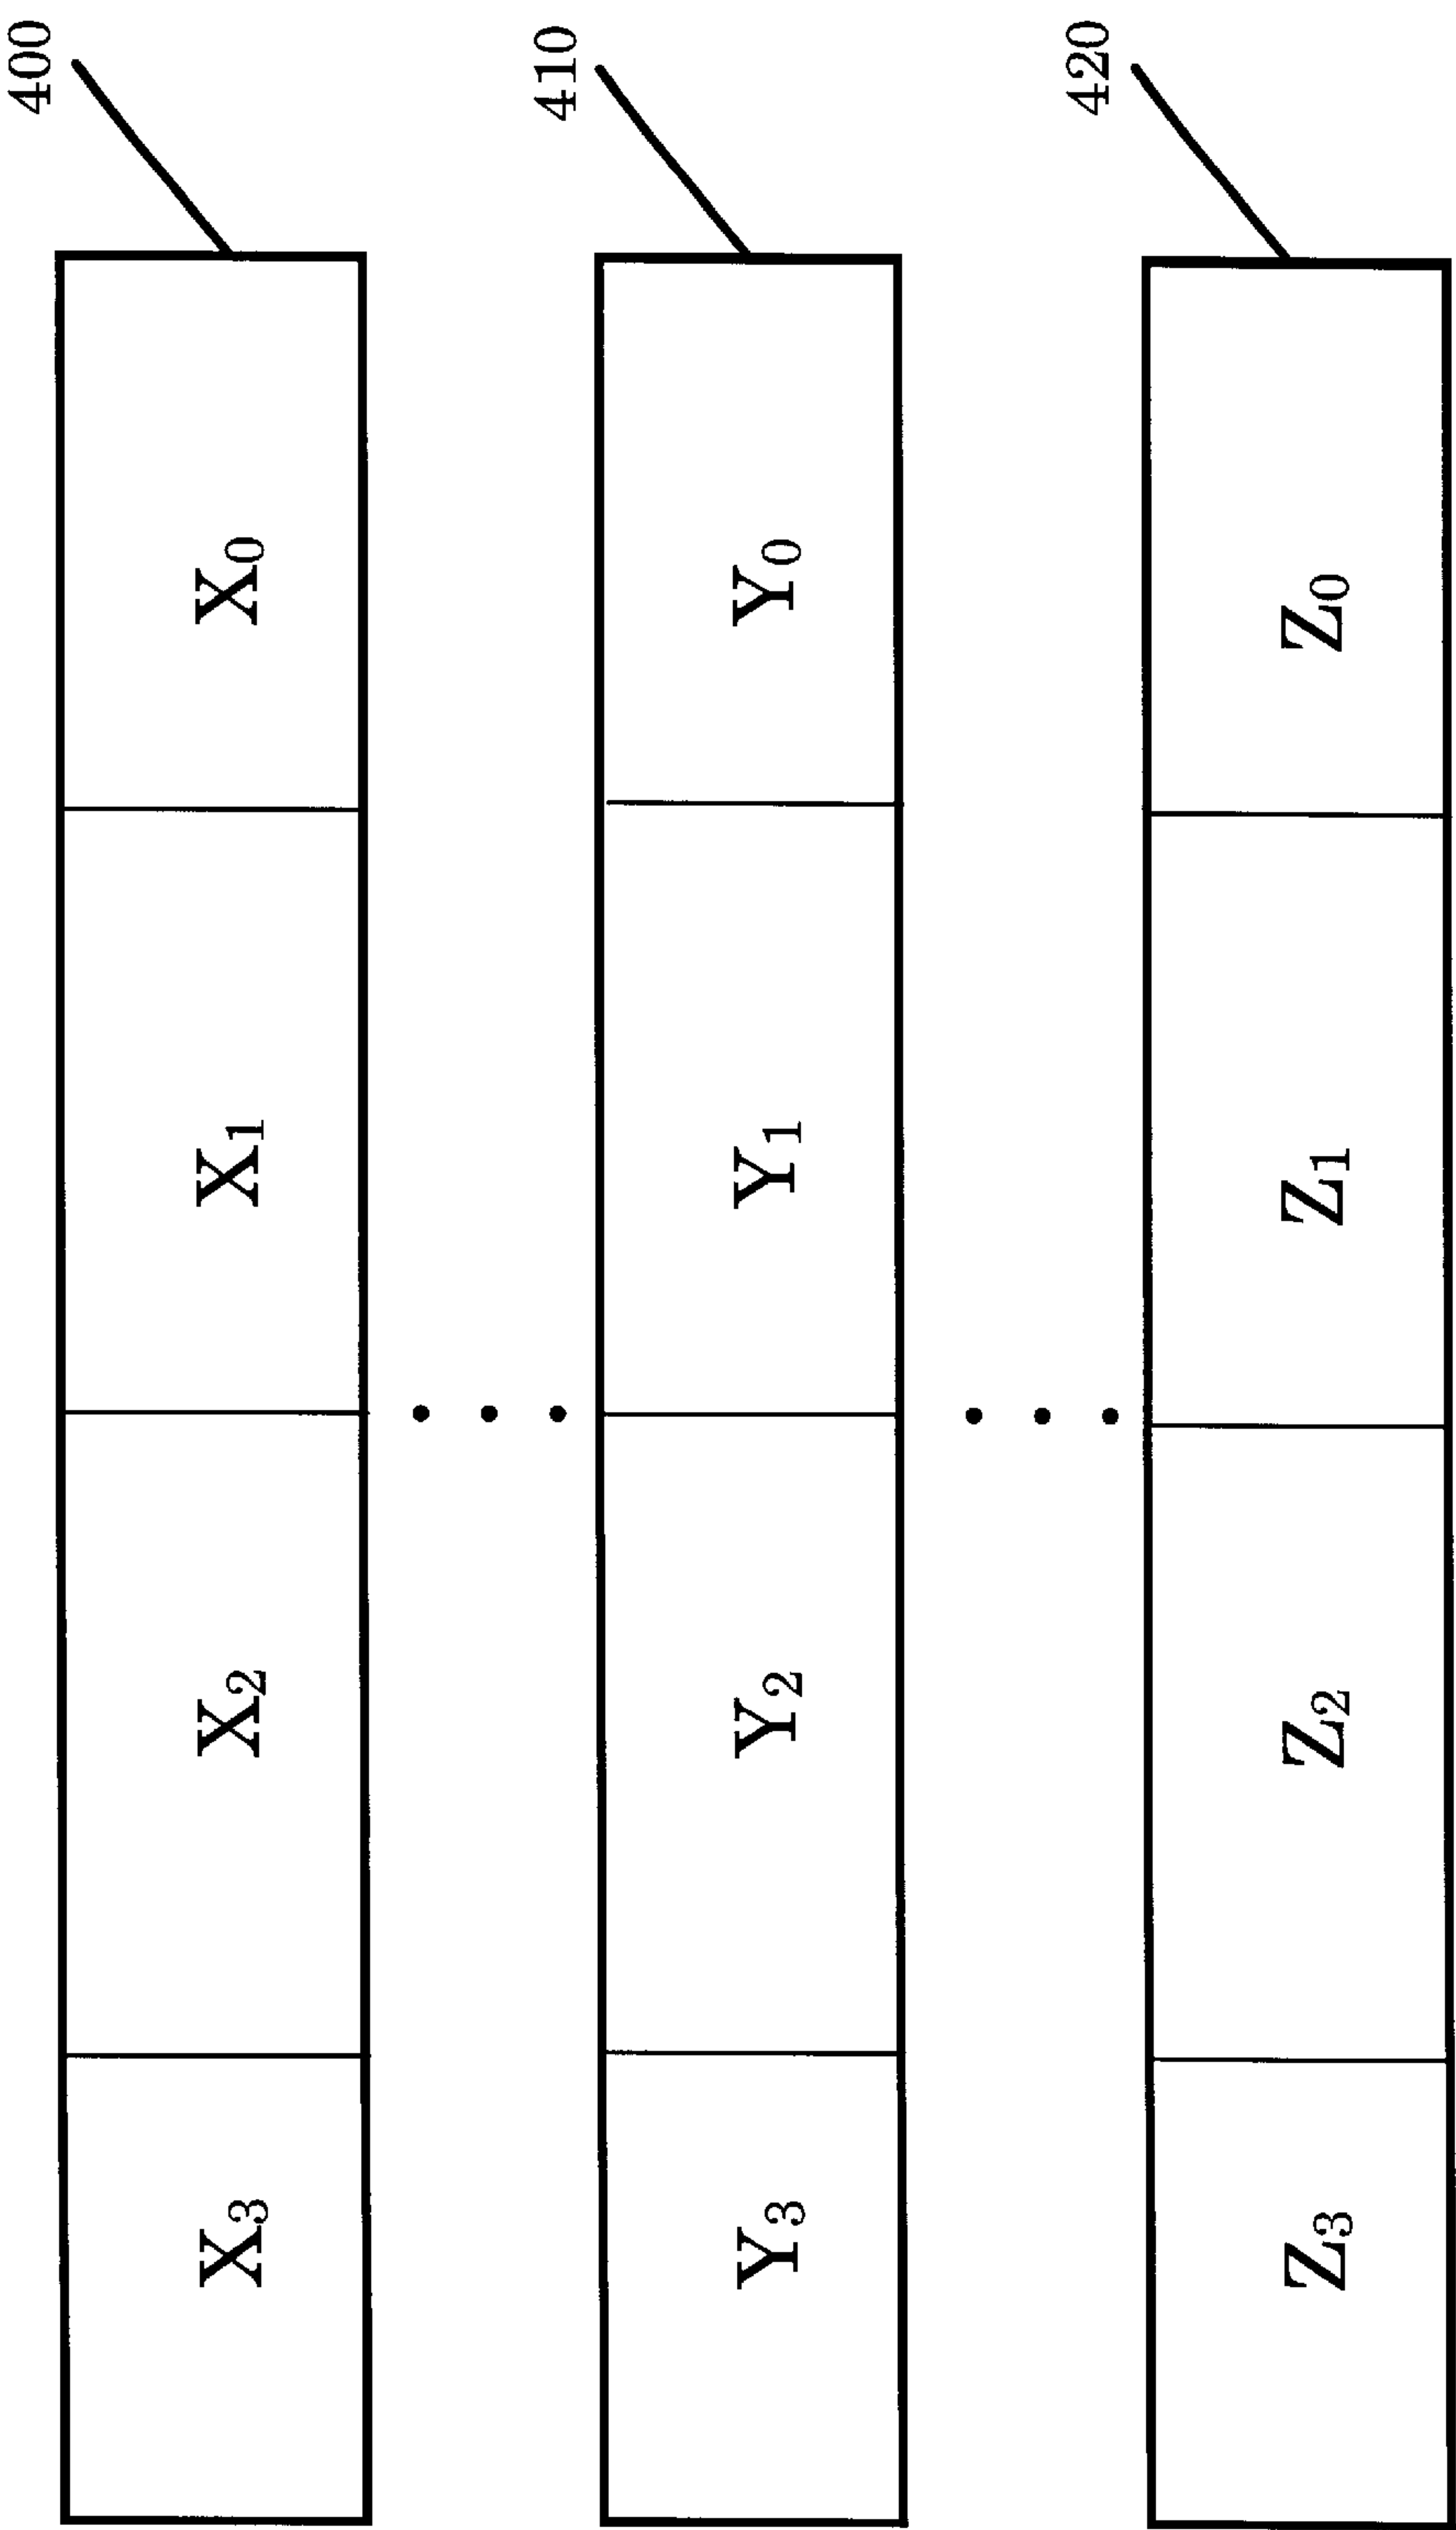 400
X₃ X₂ X₁ X₀
410
Y₃ Y₂ Y₁ Y₀
420
Z₃ Z₂ Z₁ Z₀